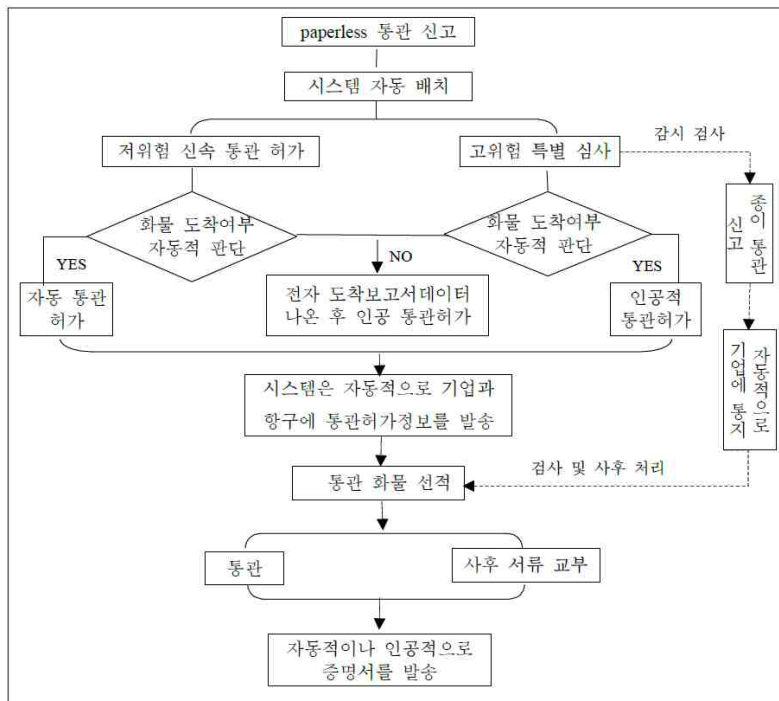 paperless 통관 신고
시스템 자동 배치
저위험 신속 통관 허가
고위험 특별 심사
감시 검사
화물 도착여부
자동적 판단
화물 도착여부
자동적 판단
종이 통관
신고
YES
NO
YES
자동 통관
허가
전자 도착보고서데이터
나온 후 인공 통관허가
인공적
통관허가
자동적으로
기업에 통지
시스템은 자동적으로 기업과
항구에 통관허가정보를 발송
검사 및 사후 처리
통관 화물 선적
통관
사후 서류 교부
자동적이나 인공적으로
증명서를 발송